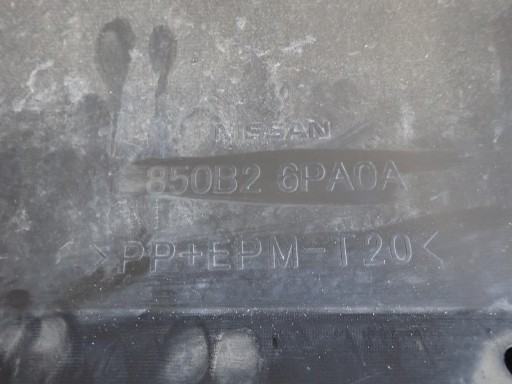 NISSAN
850B2 6PA0A
>PP+EPM-T20<